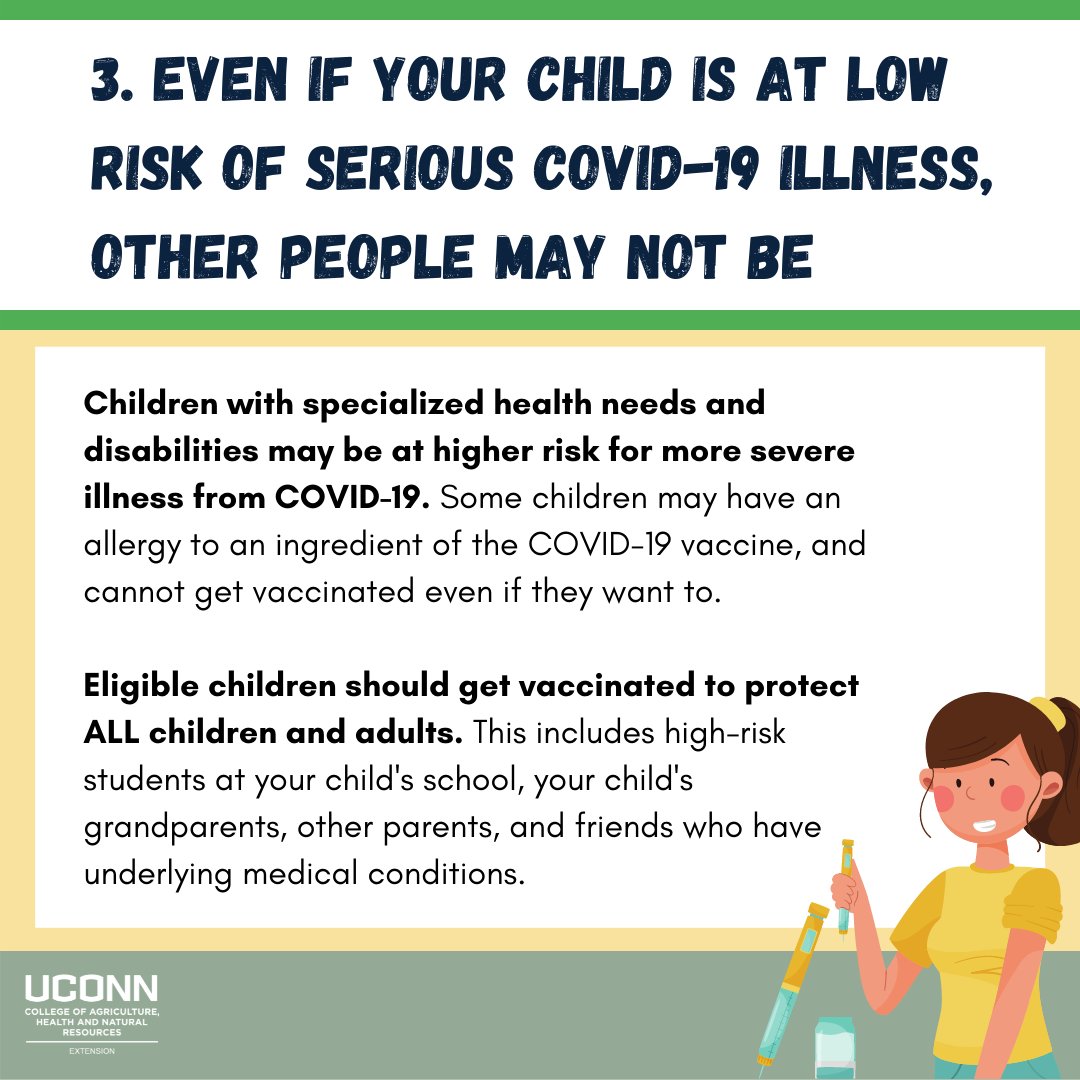 3. EVEN IF YOUR CHILD IS AT LOW
RISK OF SERIOUS COVID-19 ILLNESS,
OTHER PEOPLE MAY NOT BE
Children with specialized health needs and
disabilities may be at higher risk for more severe
illness from COVID-19. Some children may have an
allergy to an ingredient of the COVID-19 vaccine, and
cannot get vaccinated even if they want to.
Eligible children should get vaccinated to protect
ALL children and adults. This includes high-risk
students at your child's school, your child's
grandparents, other parents, and friends who have
underlying medical conditions.
UCONN
COLLEGE OF AGRICULTURE,
HEALTH AND NATURAL
RESOURCES
EXTENSION